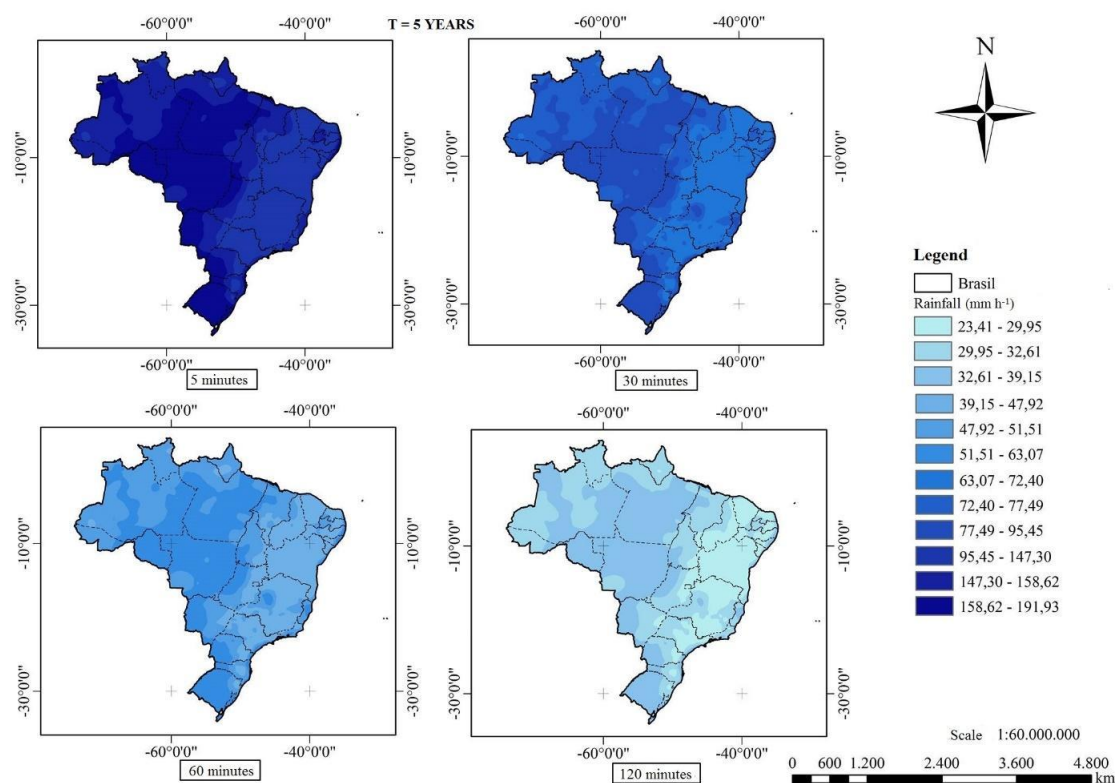 T = 5 YEARS
-60°0'0" -40°0'0"
-60°0'0" -40°0'0"
N
-10°0'0" -10°0'0"
-10°0'0" -10°0'0"
-30°0'0" -30°0'0"
-30°0'0" -30°0'0"
-60°0'0" -40°0'0"
5 minutes
-60°0'0" -40°0'0"
30 minutes
-60°0'0" -40°0'0"
-60°0'0" -40°0'0"
-10°0'0" -10°0'0"
-10°0'0" -10°0'0"
-30°0'0" -30°0'0"
-30°0'0" -30°0'0"
-60°0'0" -40°0'0"
60 minutes
-60°0'0" -40°0'0"
120 minutes
Legend
Brasil
Rainfall (mm h⁻¹)
23,41 - 29,95
29,95 - 32,61
32,61 - 39,15
39,15 - 47,92
47,92 - 51,51
51,51 - 63,07
63,07 - 72,40
72,40 - 77,49
77,49 - 95,45
95,45 - 147,30
147,30 - 158,62
158,62 - 191,93
Scale 1:60.000.000
0 600 1.200 2.400 3.600 4.800
km